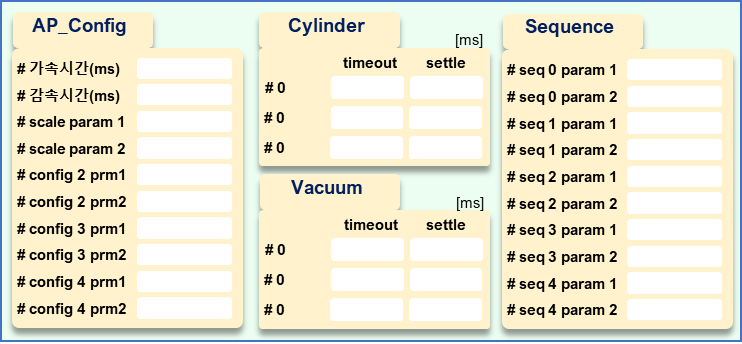 AP_Config
# 가속시간(ms)
# 감속시간(ms)
# scale param 1
# scale param 2
# config 2 prm1
# config 2 prm2
# config 3 prm1
# config 3 prm2
# config 4 prm1
# config 4 prm2
Cylinder
[ms]
timeout settle
# 0
# 0
# 0
Vacuum
[ms]
timeout settle
# 0
# 0
# 0
Sequence
# seq 0 param 1
# seq 0 param 2
# seq 1 param 1
# seq 1 param 2
# seq 2 param 1
# seq 2 param 2
# seq 3 param 1
# seq 3 param 2
# seq 4 param 1
# seq 4 param 2